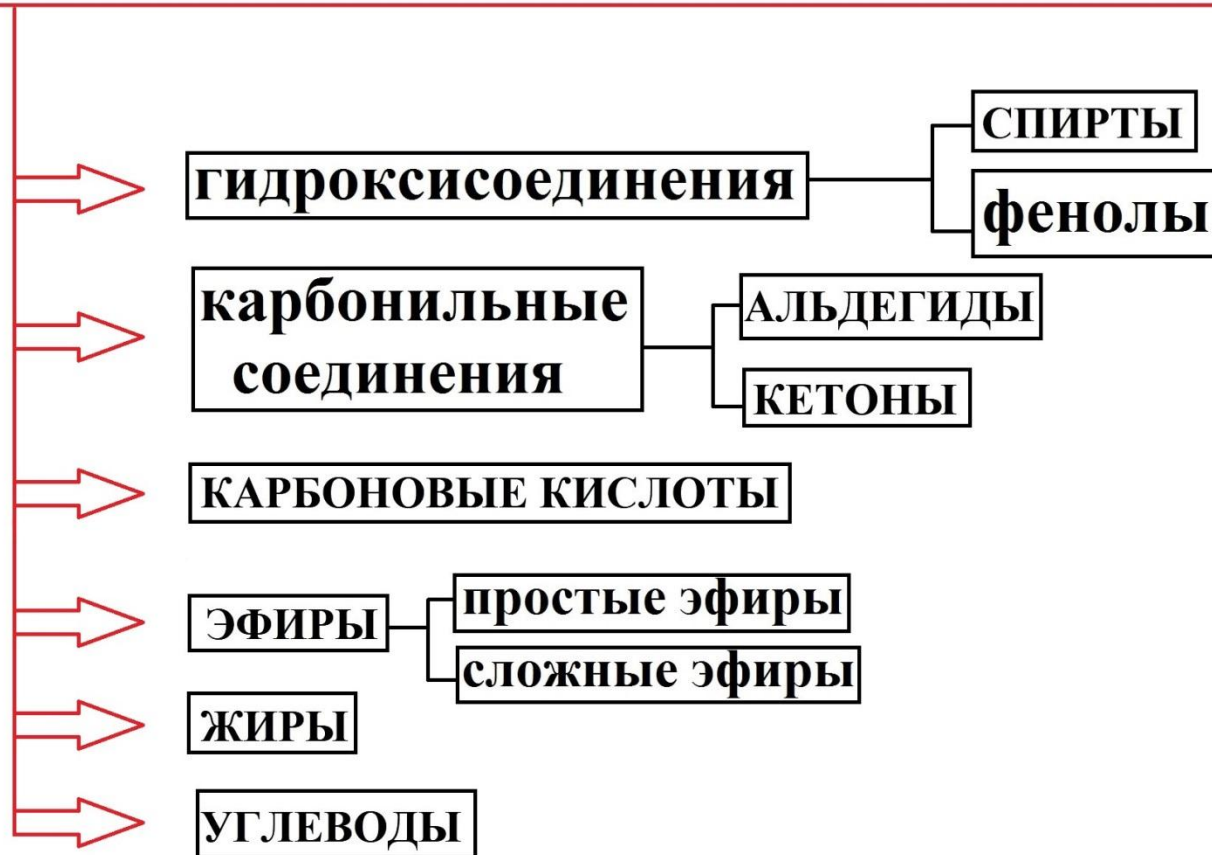 СПИРТЫ
гидроксисоединения
фенолы
карбонильные
соединения
АЛЬДЕГИДЫ
КЕТОНЫ
КАРБОНОВЫЕ КИСЛОТЫ
ЭФИРЫ
простые эфиры
сложные эфиры
ЖИРЫ
УГЛЕВОДЫ